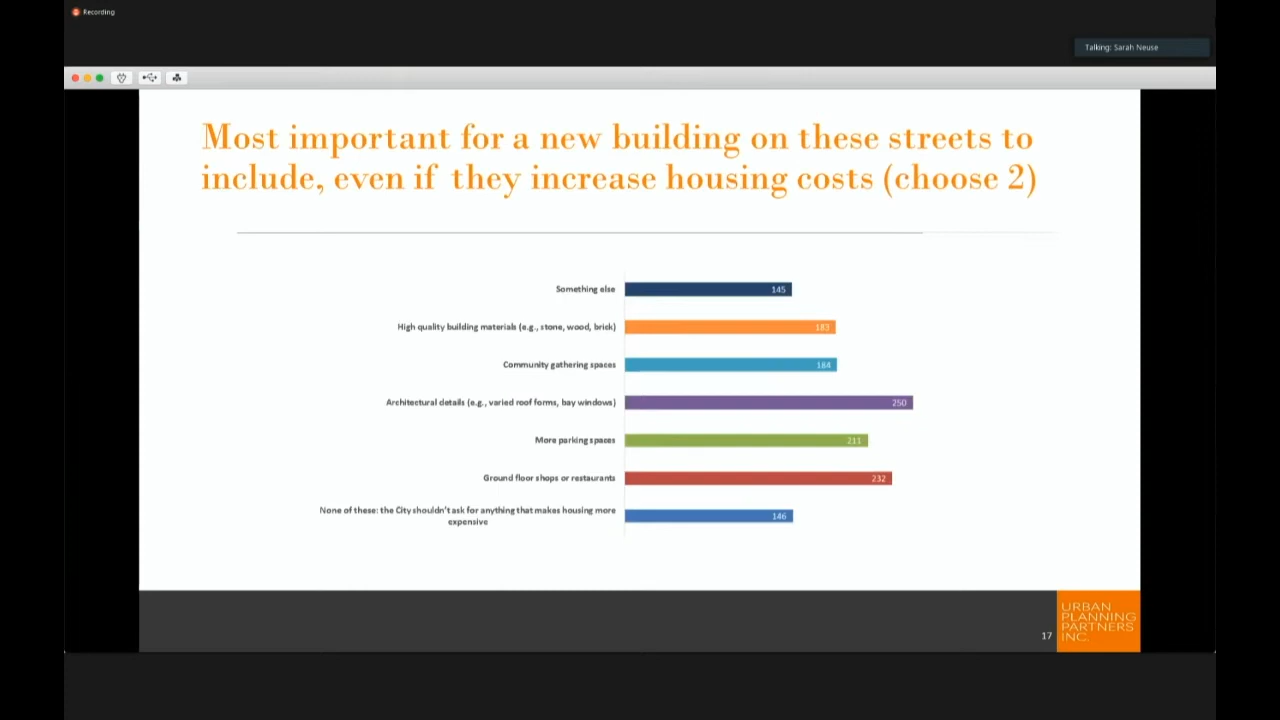 Recording
Talking: Sarah Neuse
Most important for a new building on these streets to
include, even if they increase housing costs (choose 2)
Something else
145
High quality building materials (e.g., stone, wood, brick)
183
Community gathering spaces
184
Architectural details (e.g., varied roof forms, bay windows)
250
More parking spaces
211
Ground floor shops or restaurants
232
None of these: the City shouldn't ask for anything that makes housing more
expensive
146
17
URBAN
PLANNING
PARTNERS
INC.